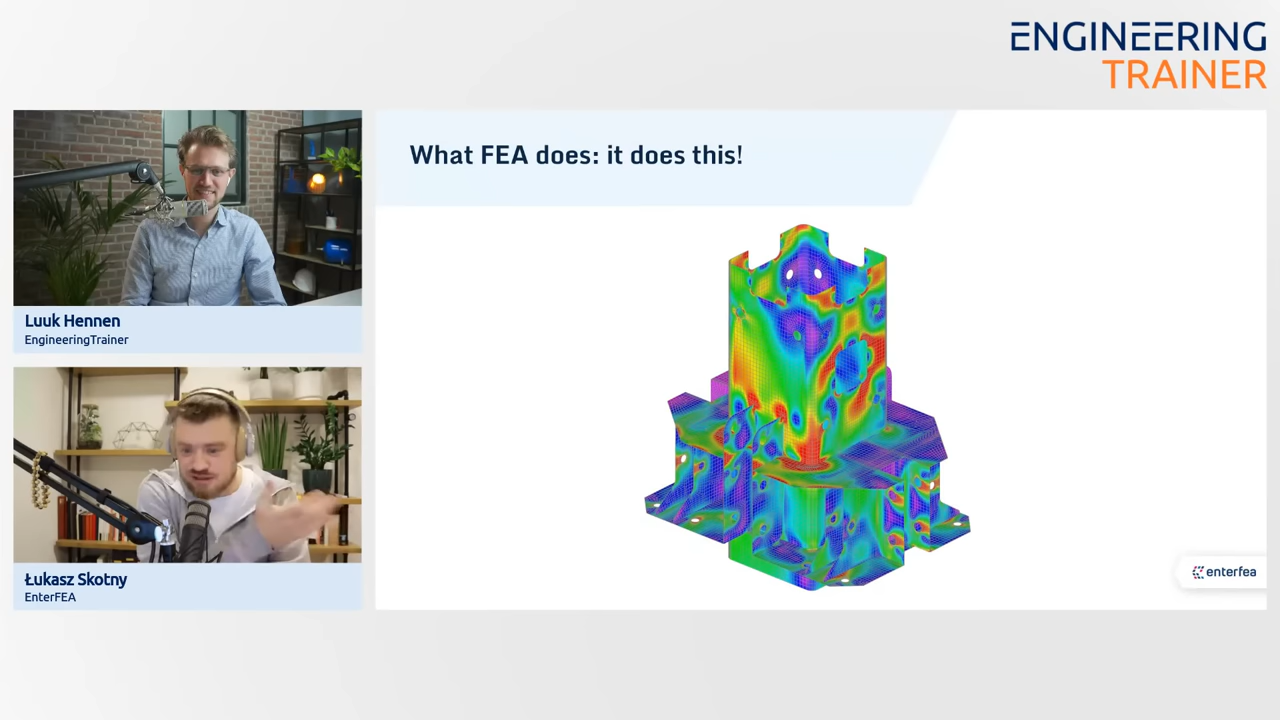 ENGINEERING
TRAINER
Luuk Hennen
EngineeringTrainer
Łukasz Skotny
EnterFEA
What FEA does: it does this!
enterfea